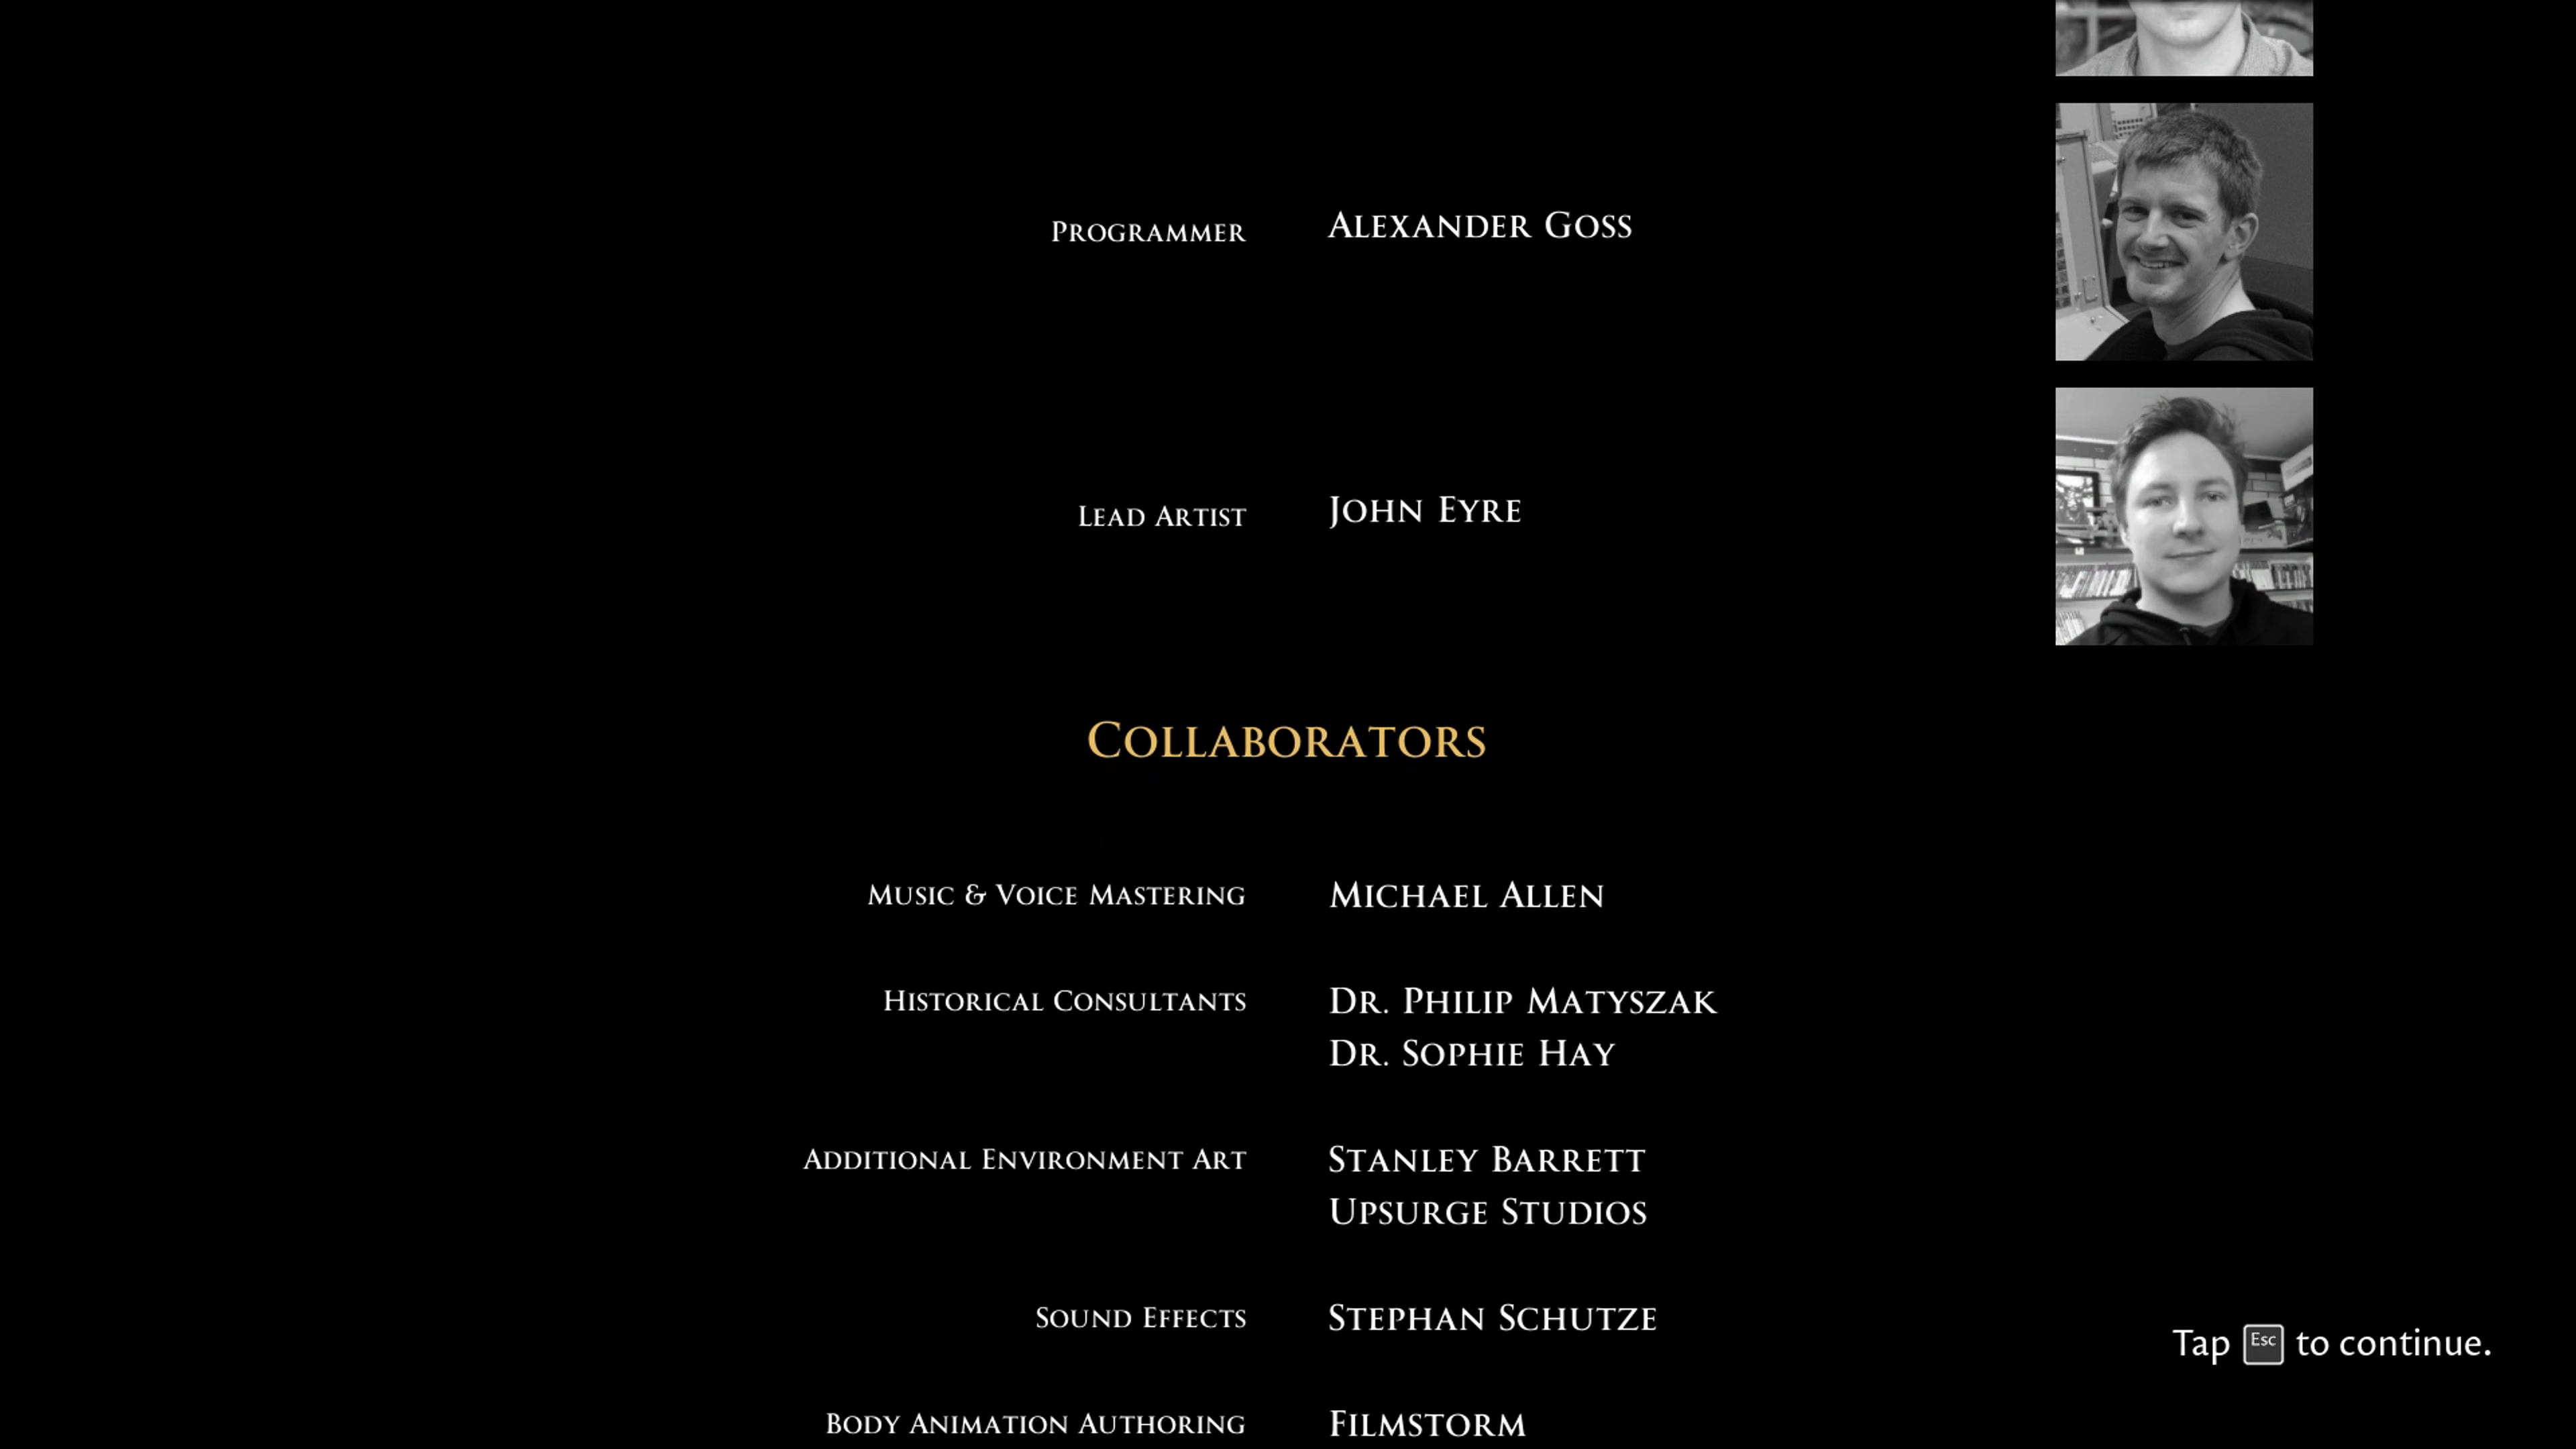 Programmer Alexander Goss
Lead Artist John Eyre
Collaborators
Music & Voice Mastering Michael Allen
Historical Consultants Dr. Philip Matyszak
Dr. Sophie Hay
Additional Environment Art Stanley Barrett
Upsurge Studios
Sound Effects Stephan Schutze
Tap Esc to continue.
Body Animation Authoring Filmstorm